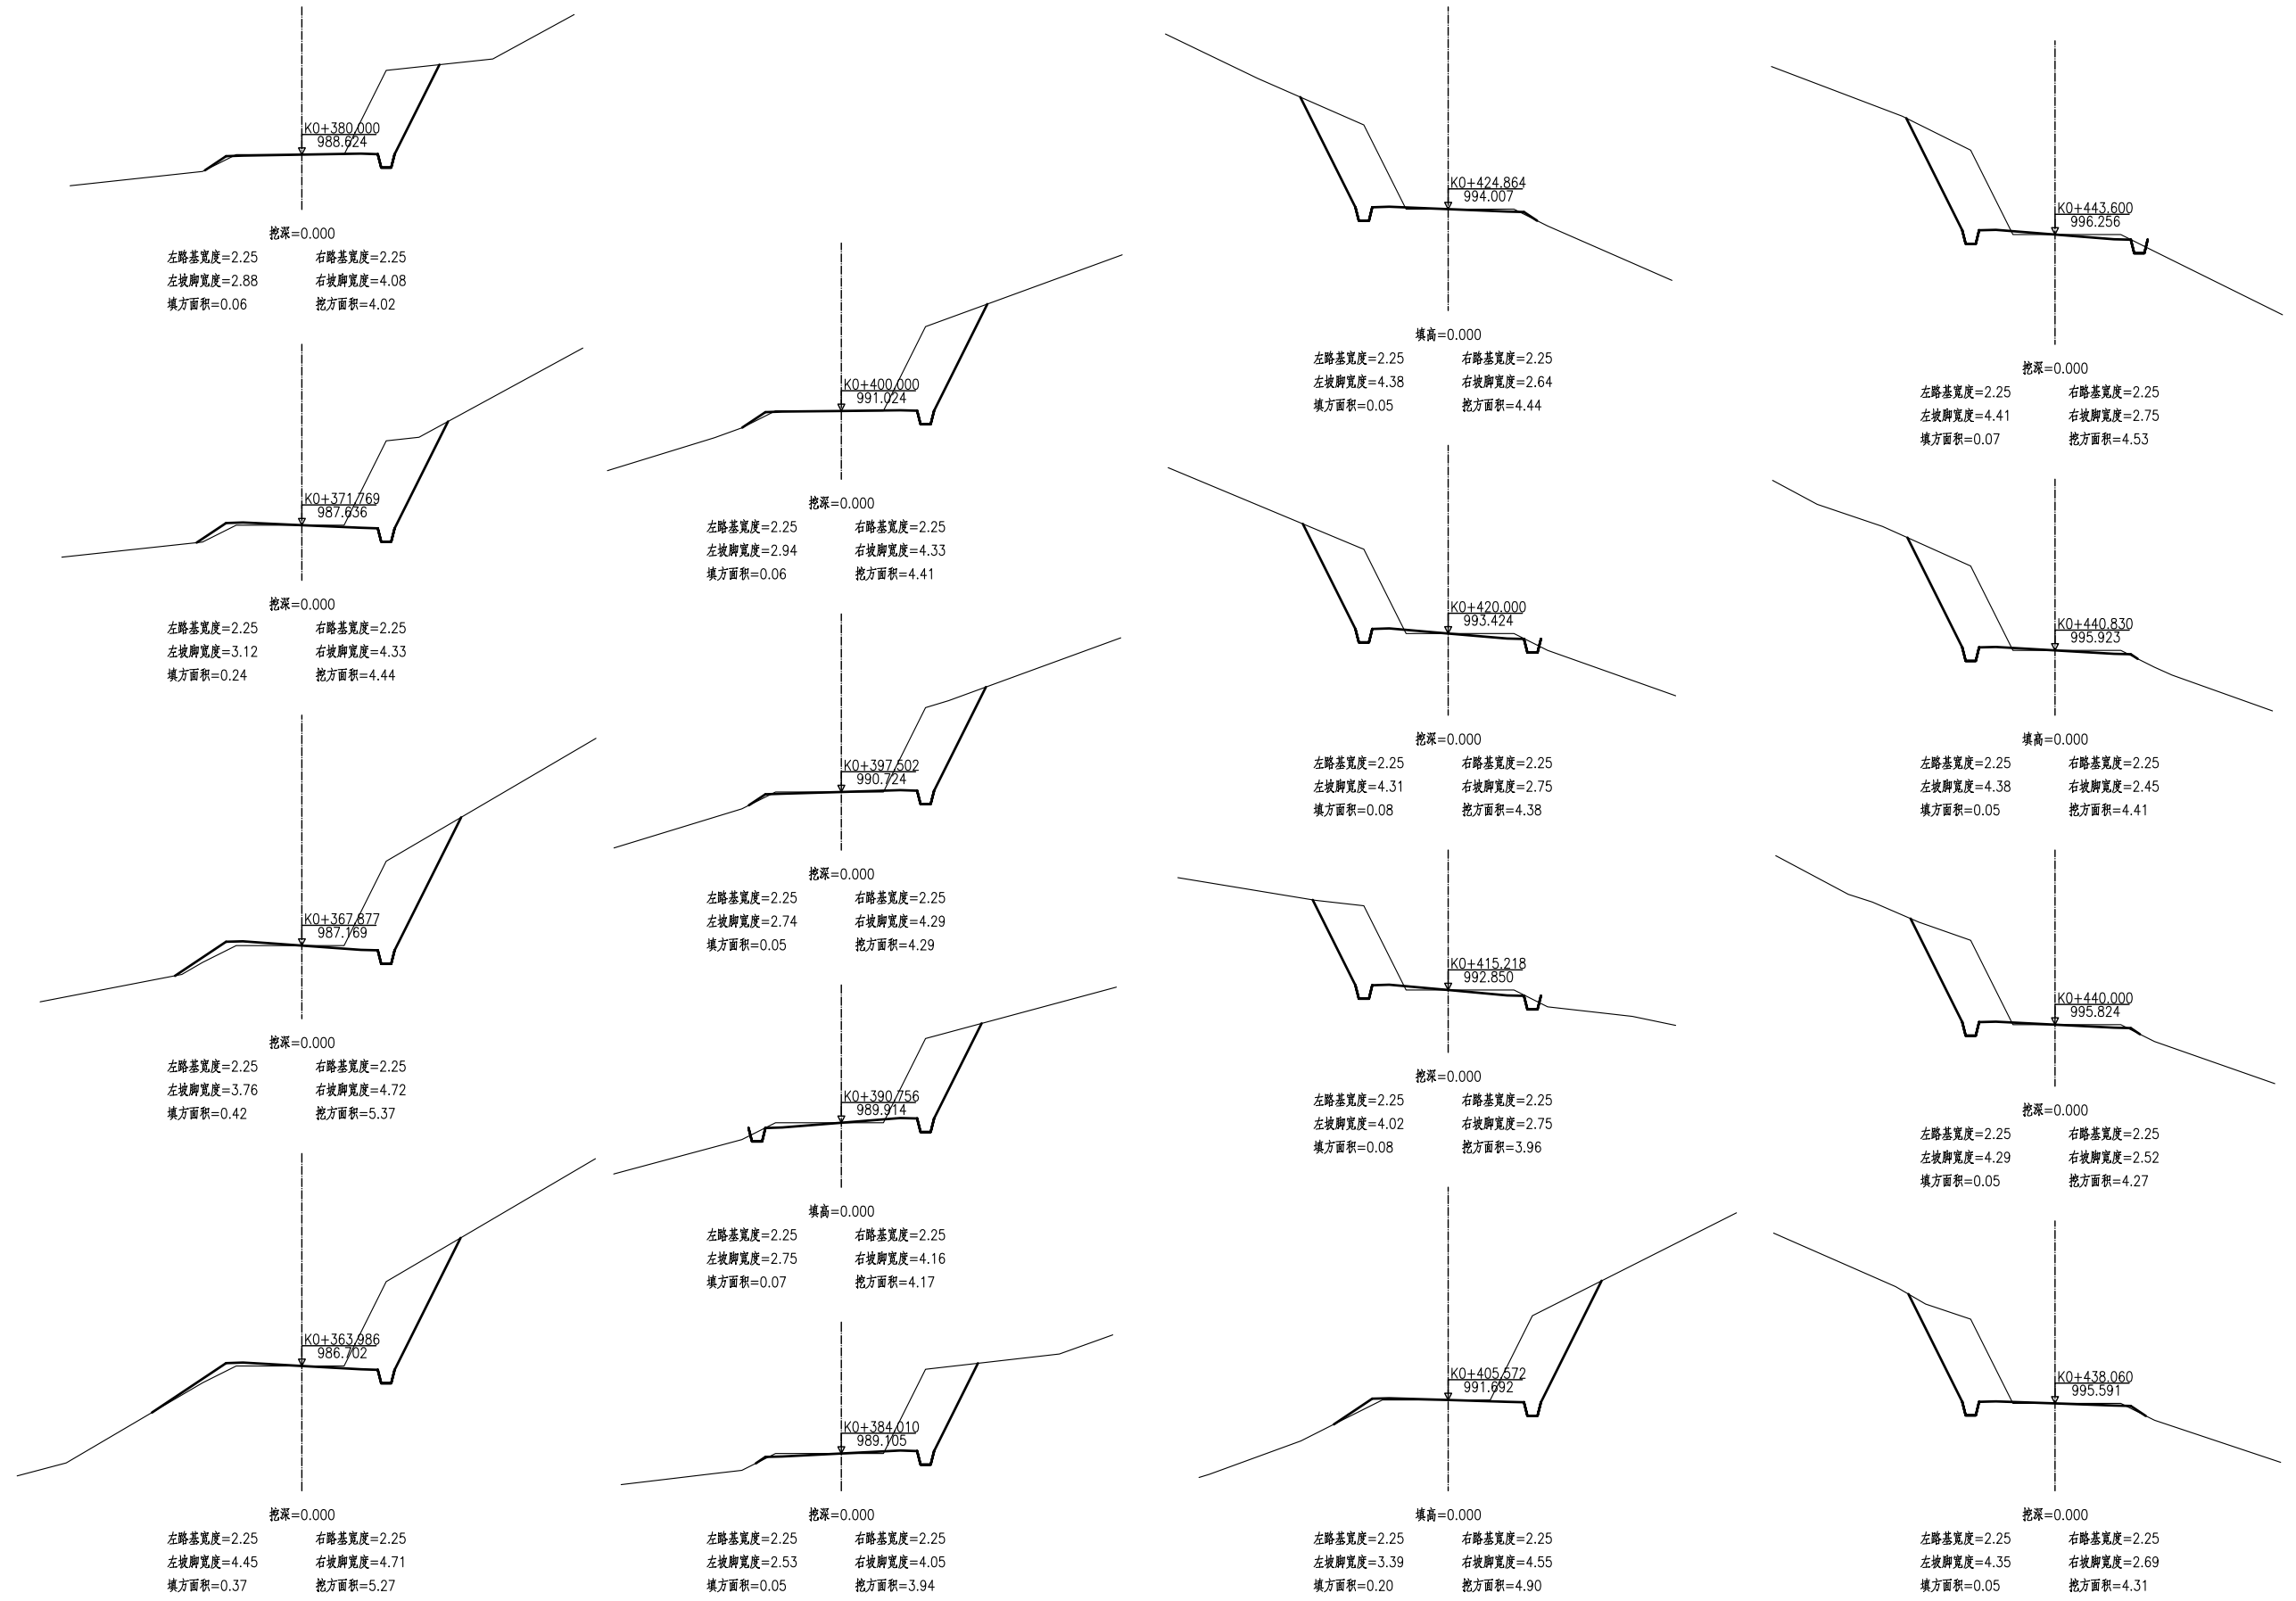 K0+380.000
988.624
挖深=0.000
左路基宽度=2.25 右路基宽度=2.25
左坡脚宽度=2.88 右坡脚宽度=4.08
填方面积=0.06 挖方面积=4.02
K0+371.769
987.636
挖深=0.000
左路基宽度=2.25 右路基宽度=2.25
左坡脚宽度=3.12 右坡脚宽度=4.33
填方面积=0.24 挖方面积=4.44
K0+367.877
987.169
挖深=0.000
左路基宽度=2.25 右路基宽度=2.25
左坡脚宽度=3.76 右坡脚宽度=4.72
填方面积=0.42 挖方面积=5.37
K0+363.986
986.702
挖深=0.000
左路基宽度=2.25 右路基宽度=2.25
左坡脚宽度=4.45 右坡脚宽度=4.71
填方面积=0.37 挖方面积=5.27
K0+400.000
991.024
挖深=0.000
左路基宽度=2.25 右路基宽度=2.25
左坡脚宽度=2.94 右坡脚宽度=4.33
填方面积=0.06 挖方面积=4.41
K0+397.502
990.724
挖深=0.000
左路基宽度=2.25 右路基宽度=2.25
左坡脚宽度=2.74 右坡脚宽度=4.29
填方面积=0.05 挖方面积=4.29
K0+390.756
989.914
填高=0.000
左路基宽度=2.25 右路基宽度=2.25
左坡脚宽度=2.75 右坡脚宽度=4.16
填方面积=0.07 挖方面积=4.17
K0+384.010
989.105
挖深=0.000
左路基宽度=2.25 右路基宽度=2.25
左坡脚宽度=2.53 右坡脚宽度=4.05
填方面积=0.05 挖方面积=3.94
K0+424.864
994.007
填高=0.000
左路基宽度=2.25 右路基宽度=2.25
左坡脚宽度=4.38 右坡脚宽度=2.64
填方面积=0.05 挖方面积=4.44
K0+420.000
993.424
挖深=0.000
左路基宽度=2.25 右路基宽度=2.25
左坡脚宽度=4.31 右坡脚宽度=2.75
填方面积=0.08 挖方面积=4.38
K0+415.218
992.850
挖深=0.000
左路基宽度=2.25 右路基宽度=2.25
左坡脚宽度=4.02 右坡脚宽度=2.75
填方面积=0.08 挖方面积=3.96
K0+405.572
991.692
填高=0.000
左路基宽度=2.25 右路基宽度=2.25
左坡脚宽度=3.39 右坡脚宽度=4.55
填方面积=0.20 挖方面积=4.90
K0+443.600
996.256
挖深=0.000
左路基宽度=2.25 右路基宽度=2.25
左坡脚宽度=4.41 右坡脚宽度=2.75
填方面积=0.07 挖方面积=4.53
K0+440.830
995.923
填高=0.000
左路基宽度=2.25 右路基宽度=2.25
左坡脚宽度=4.38 右坡脚宽度=2.45
填方面积=0.05 挖方面积=4.41
K0+440.000
995.824
挖深=0.000
左路基宽度=2.25 右路基宽度=2.25
左坡脚宽度=4.29 右坡脚宽度=2.52
填方面积=0.05 挖方面积=4.27
K0+438.060
995.591
挖深=0.000
左路基宽度=2.25 右路基宽度=2.25
左坡脚宽度=4.35 右坡脚宽度=2.69
填方面积=0.05 挖方面积=4.31